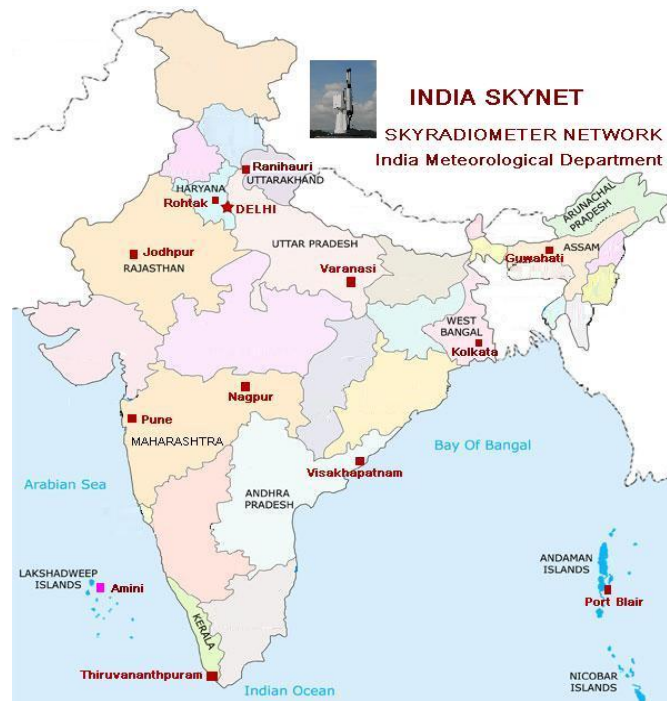 INDIA SKYNET
SKYRADIOMETER NETWORK
India Meteorological Department
Ranihauri
UTTARAKHAND
HARYANA
Rohtak
DELHI
ARUNACHAL
PRADESH
UTTAR PRADESH
ASSAM
Guwahati
Jodhpur
RAJASTHAN
Varanasi
WEST
BANGAL
Kolkata
Nagpur
Pune
MAHARASHTRA
Bay Of Bangal
Visakhapatnam
Arabian Sea
ANDHRA
PRADESH
LAKSHADWEEP
ISLANDS
Amini
ANDAMAN
ISLANDS
Port Blair
KERALA
Thiruvananthpuram
Indian Ocean
NICOBAR
ISLANDS